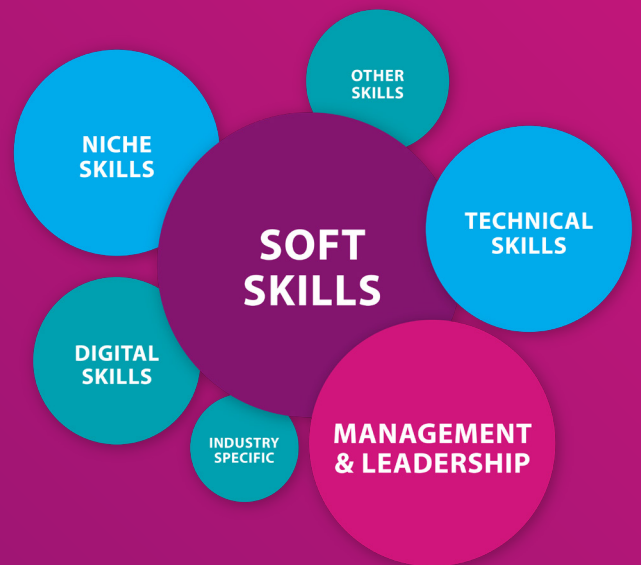 OTHER
SKILLS
NICHE
SKILLS
TECHNICAL
SKILLS
SOFT
SKILLS
DIGITAL
SKILLS
MANAGEMENT
& LEADERSHIP
INDUSTRY
SPECIFIC